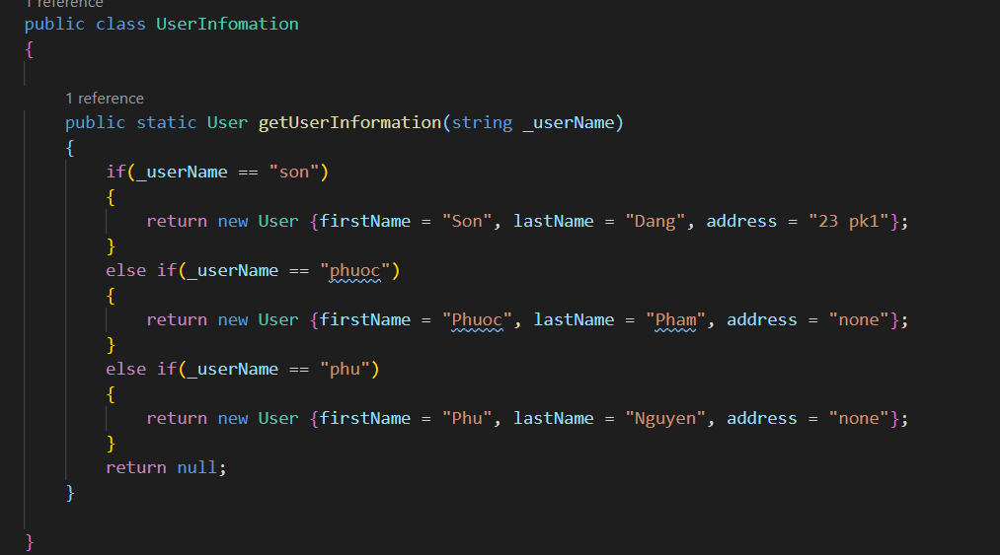 1 reference
public class UserInfomation
{
1 reference
public static User getUserInformation(string _userName)
{
if(_userName == "son")
{
return new User {firstName = "Son", lastName = "Dang", address = "23 pk1"};
}
else if(_userName == "phuoc")
{
return new User {firstName = "Phuoc", lastName = "Pham", address = "none"};
}
else if(_userName == "phu")
{
return new User {firstName = "Phu", lastName = "Nguyen", address = "none"};
}
return null;
}
}